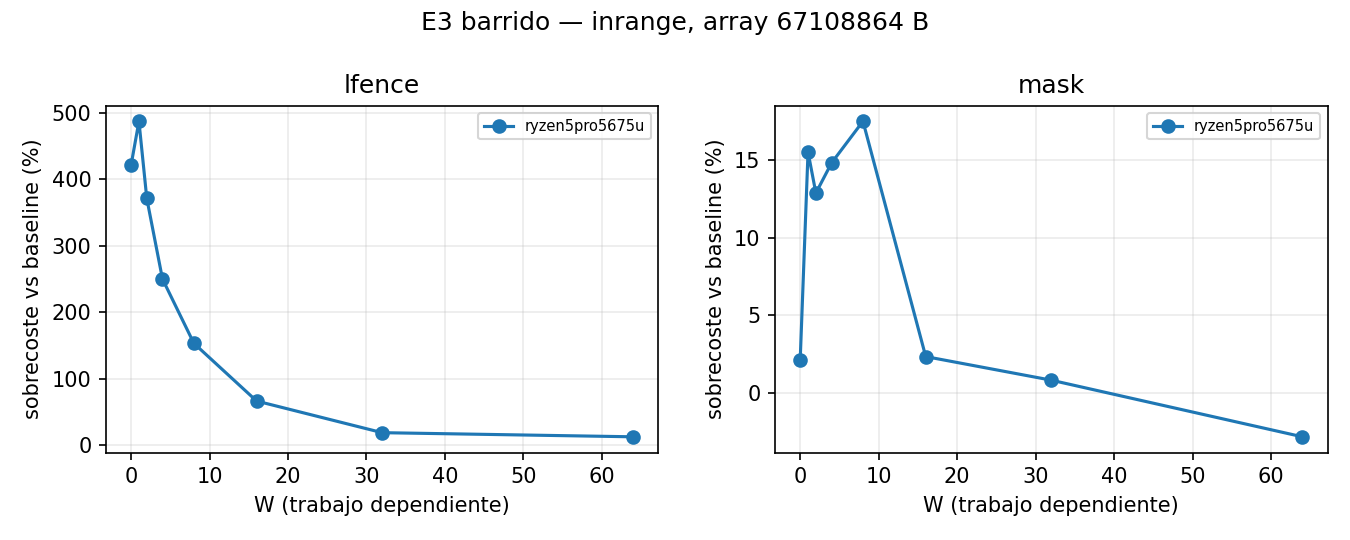 E3 barrido — inrange, array 67108864 B
lfence
sobrecoste vs baseline (%)
500
400
300
200
100
0
ryzen5pro5675u
0 10 20 30 40 50 60
W (trabajo dependiente)
mask
sobrecoste vs baseline (%)
15
10
5
0
ryzen5pro5675u
0 10 20 30 40 50 60
W (trabajo dependiente)